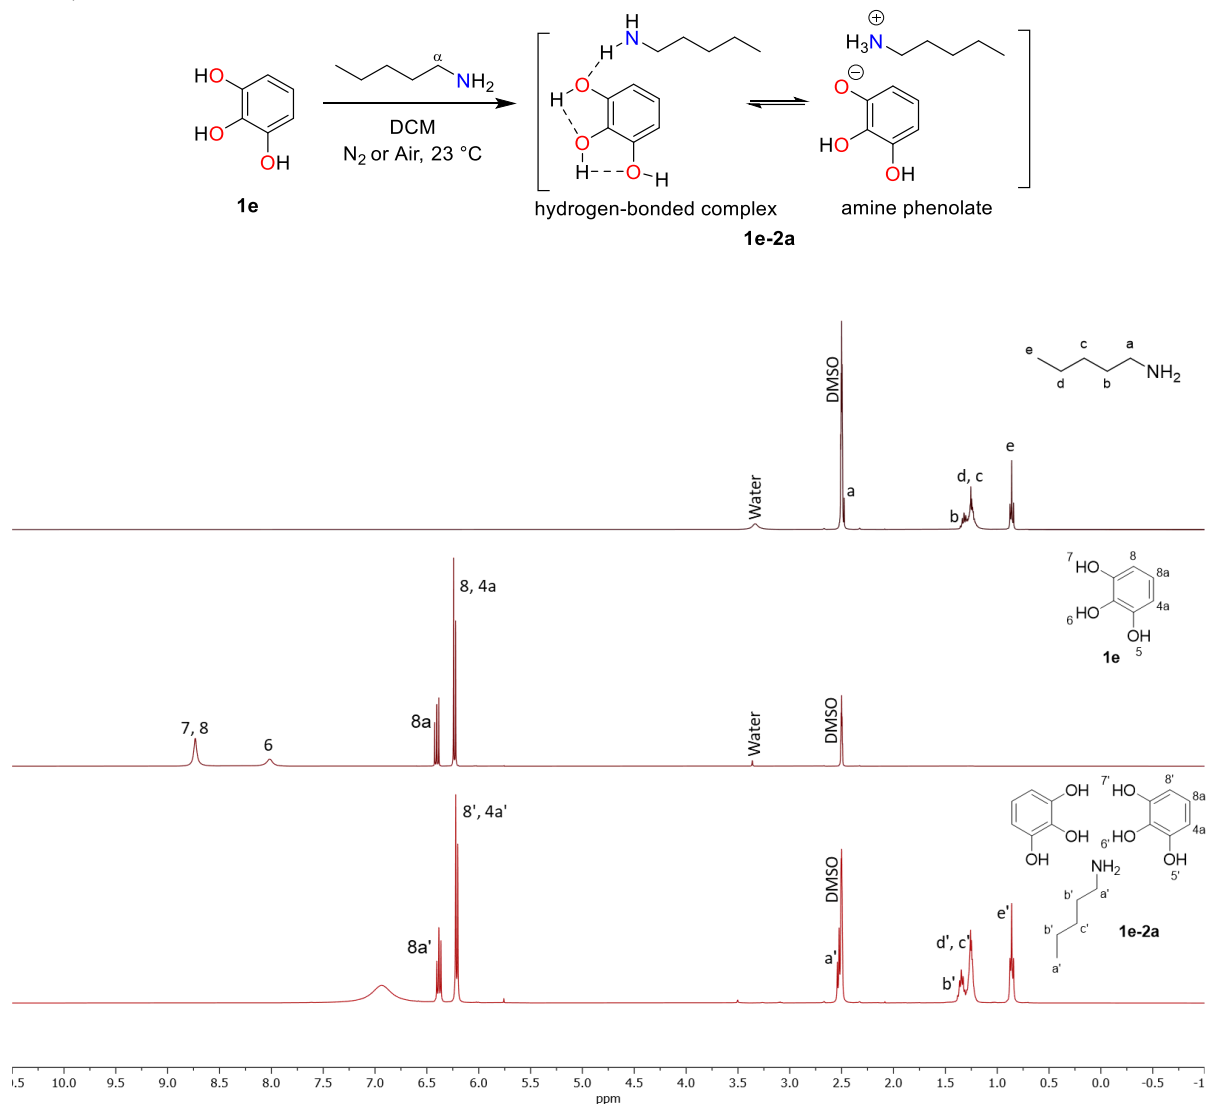 α
HO
HO
OH
1e
NH2
DCM
N2 or Air, 23 °C
H
N
H
O
H
O
H
O
H
hydrogen-bonded complex
⊕
H3N
⊖
O
HO
OH
amine phenolate
1e-2a
DMSO
Water
a
b
d, c
e
e
d
c
b
a
NH2
7, 8
6
8a
8, 4a
Water
DMSO
7
HO
8
8a
6
HO
4a
OH
5
1e
8a'
8', 4a'
DMSO
a'
b'
d', c'
e'
OH
OH
OH
7'
HO
8'
8a
6'
HO
4a
OH
5'
NH2
b'
a'
b'
c'
a'
1e-2a
.5 10.0 9.5 9.0 8.5 8.0 7.5 7.0 6.5 6.0 5.5 5.0 4.5 4.0 3.5 3.0 2.5 2.0 1.5 1.0 0.5 0.0 -0.5 -1
ppm